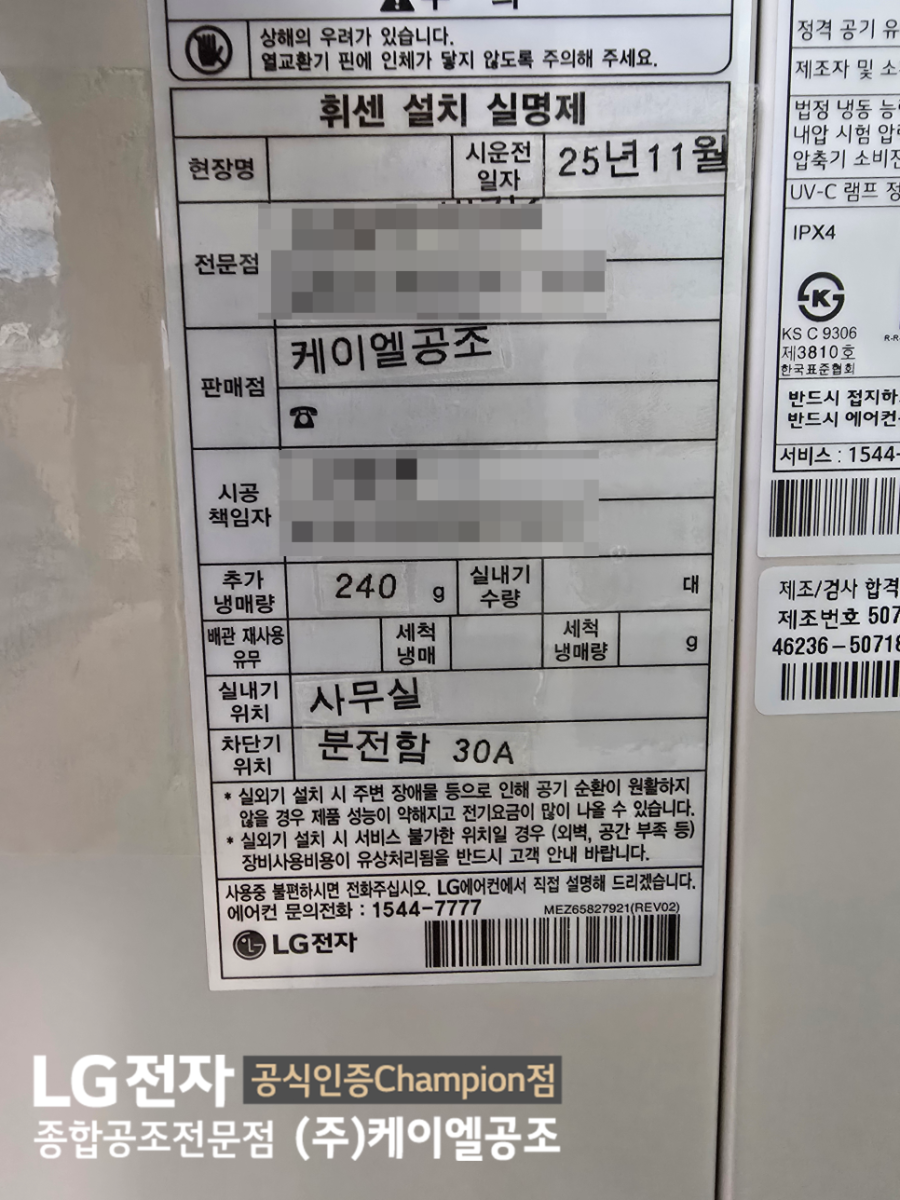 상해의 우려가 있습니다.
열교환기 핀에 인체가 닿지 않도록 주의해 주세요.
휘센 설치 실명제
현장명
시운전
일자
25년11월
전문점
판매점
케이엘공조
☎
시공
책임자
추가
냉매량
240 g
실내기
수량
대
배관 재사용
유무
세척
냉매
세척
냉매량
g
실내기
위치
사무실
차단기
위치
분전함 30A
* 실외기 설치 시 주변 장애물 등으로 인해 공기 순환이 원활하지
않을 경우 제품 성능이 약해지고 전기요금이 많이 나올 수 있습니다.
* 실외기 설치 시 서비스 불가한 위치일 경우 (외벽, 공간 부족 등)
장비사용비용이 유상처리됨을 반드시 고객 안내 바랍니다.
사용중 불편하시면 전화주십시오. LG에어컨에서 직접 설명해 드리겠습니다.
에어컨 문의전화 : 1544-7777
MEZ65827921(REV02)
LG전자
정격 공기 유
제조자 및 소
법정 냉동 능
내압 시험 압
압축기 소비전
UV-C 램프 정
IPX4
KS C 9306
제3810호
한국표준협회
반드시 접지하
반드시 에어컨
서비스 : 1544-
제조/검사 합격
제조번호 507
46236-50718
LG전자 공식인증Champion점
종합공조전문점 (주)케이엘공조